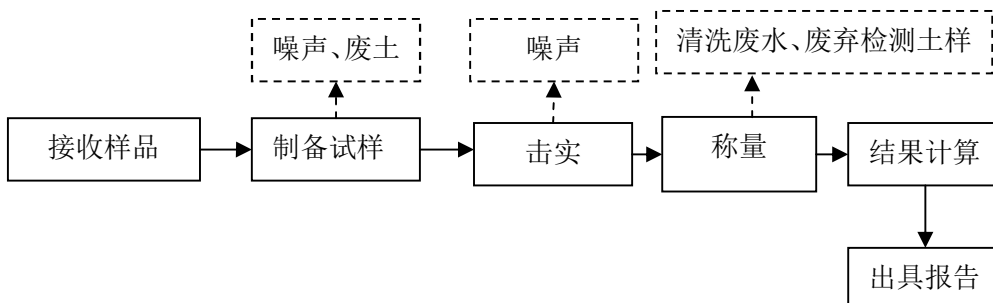 噪声、废土
噪声
清洗废水、废弃检测土样
接收样品
制备试样
击实
称量
结果计算
出具报告